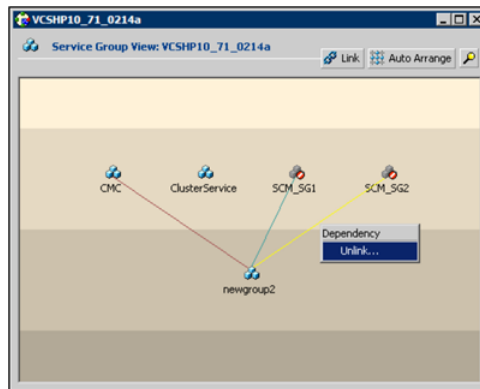 VCSHP10_71_0214a
Service Group View: VCSHP10_71_0214a
Link
Auto Arrange
CMC
ClusterService
SCM_SG1
SCM_SG2
Dependency
Unlink...
newgroup2